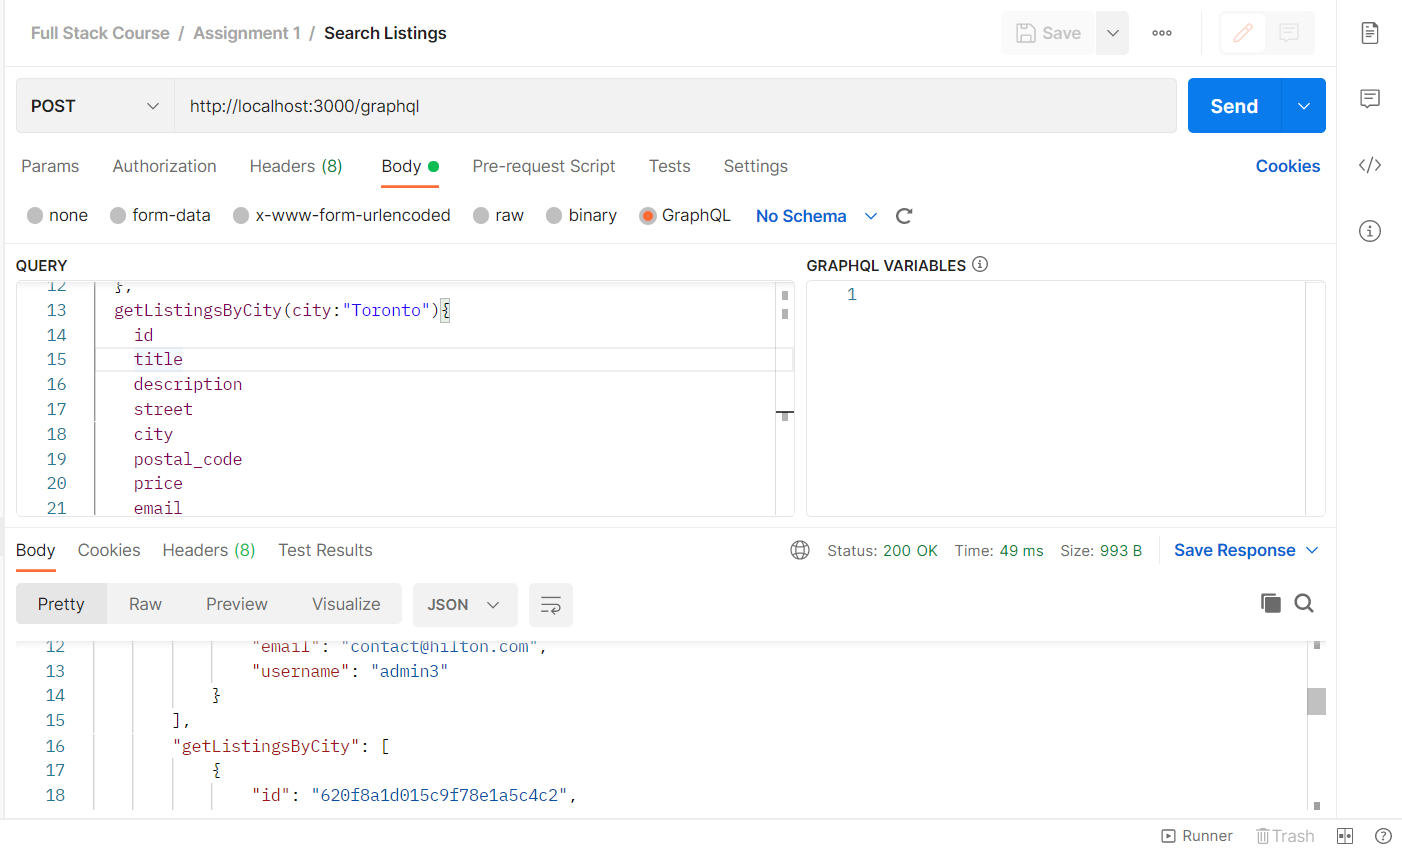 Full Stack Course / Assignment 1 / Search Listings
Save
POST
http://localhost:3000/graphql
Send
Params Authorization Headers (8) Body Pre-request Script Tests Settings Cookies
none form-data x-www-form-urlencoded raw binary GraphQL No Schema
QUERY
12 },
13 getListingsByCity(city:"Toronto"){
14 id
15 title
16 description
17 street
18 city
19 postal_code
20 price
21 email
GRAPHQL VARIABLES
1
Body Cookies Headers (8) Test Results Status: 200 OK Time: 49 ms Size: 993 B Save Response
Pretty Raw Preview Visualize JSON
12 "email": "contact@hilton.com",
13 "username": "admin3"
14 }
15 ],
16 "getListingsByCity": [
17 {
18 "id": "620f8a1d015c9f78e1a5c4c2",
Runner Trash